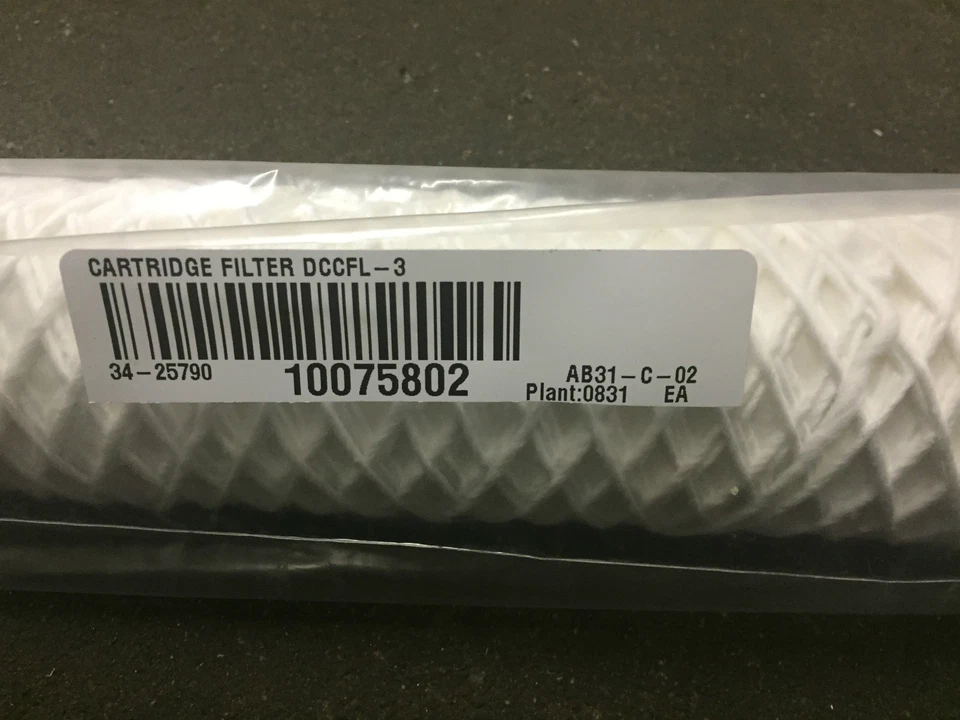 CARTRIDGE FILTER DCCFL-3
34-25790 10075802 AB31-C-02
Plant:0831 EA